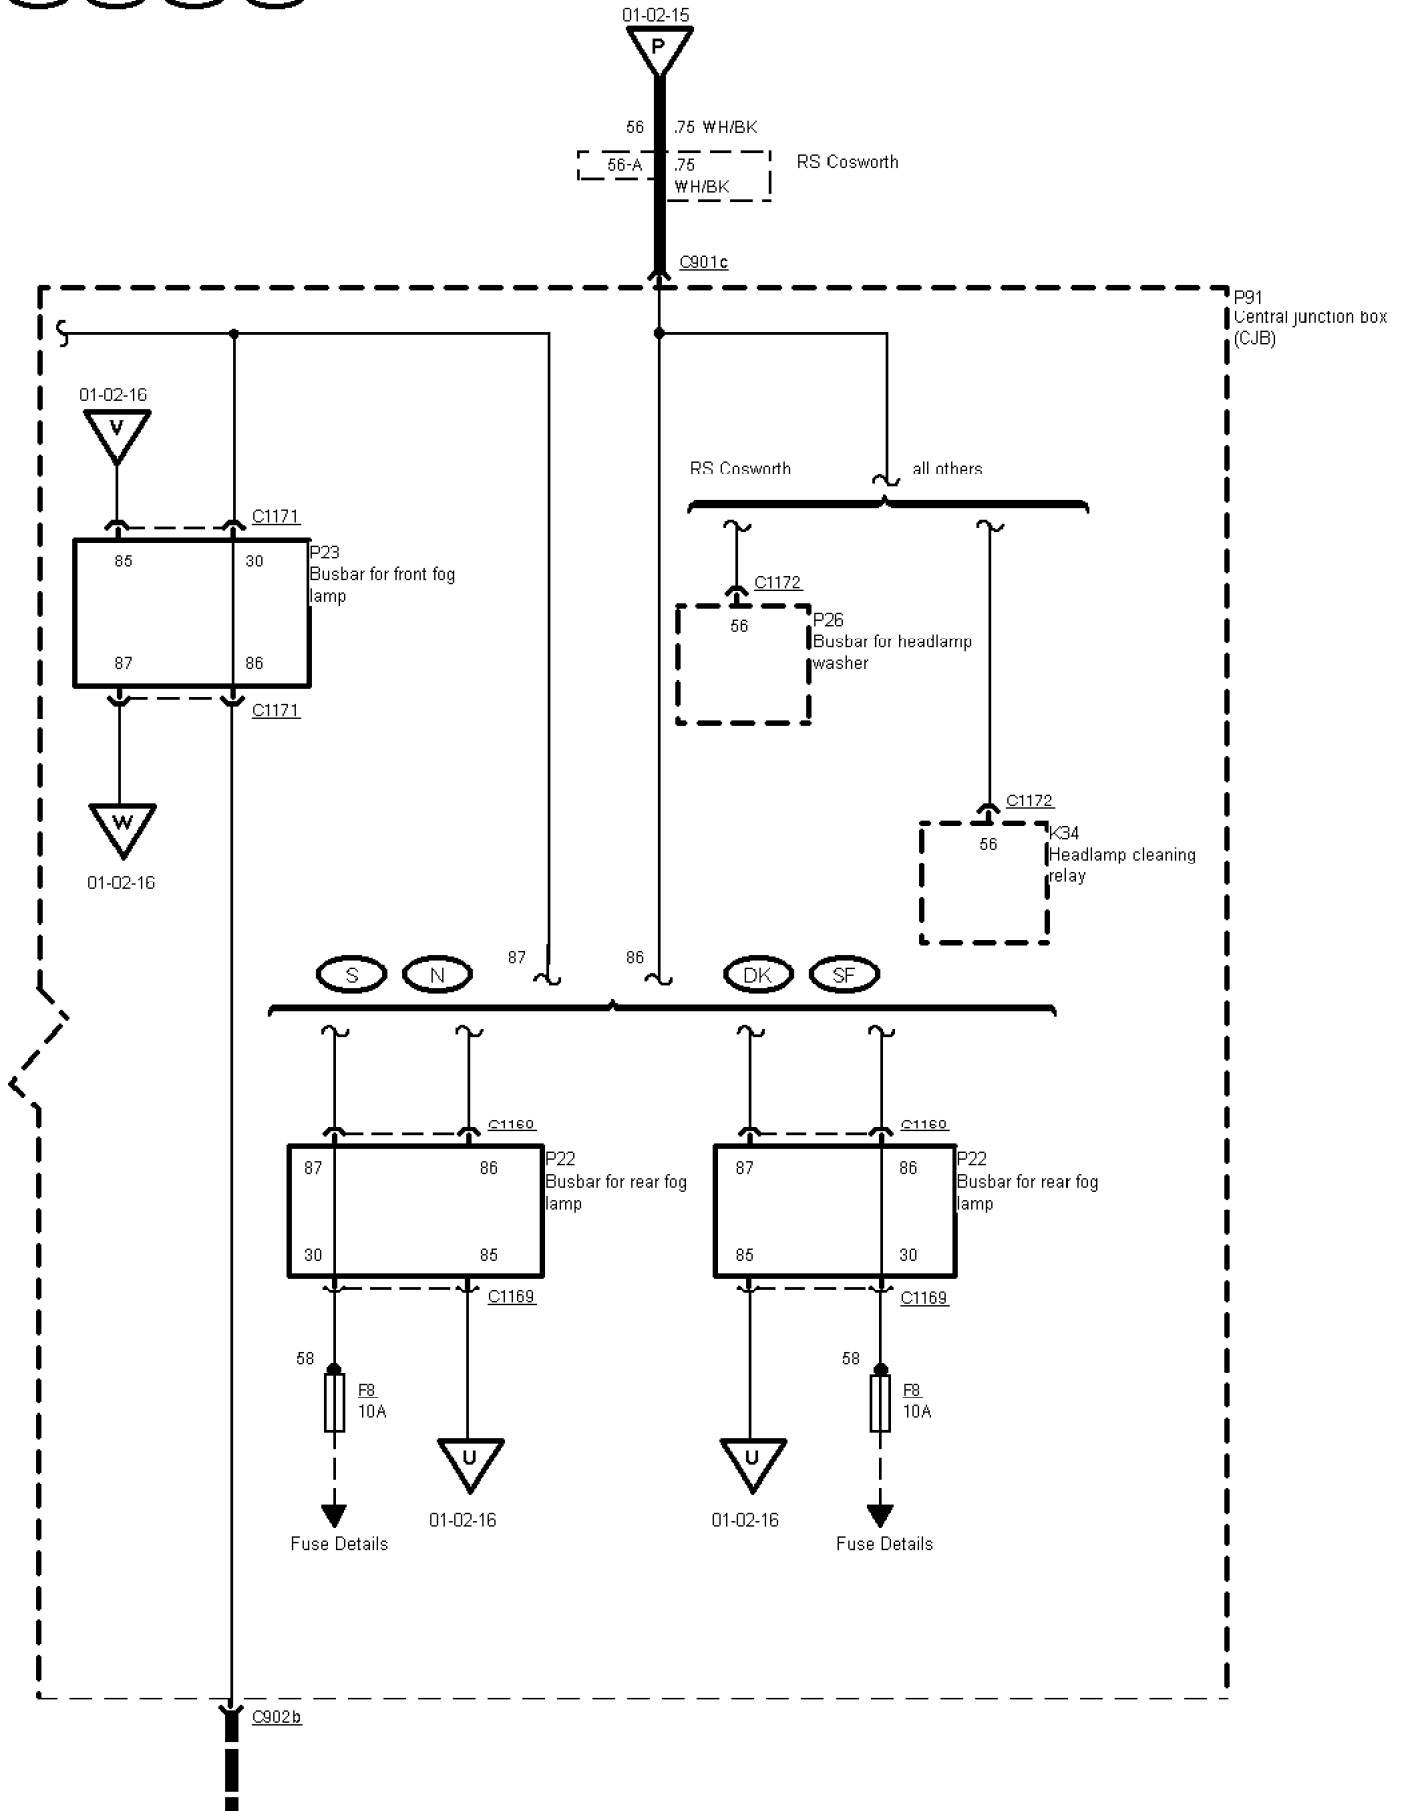 01-02-15
P
56
.75 WH/BK
56-A
.75
WH/BK
RS Cosworth
C901c
P91
Central junction box
(CJB)
01-02-16
V
RS Cosworth
all others
C1171
85
30
P23
Busbar for front fog
lamp
87
86
C1171
C1172
56
P26
Busbar for headlamp
washer
W
01-02-16
C1172
56
K34
Headlamp cleaning
relay
S
N
87
86
DK
SF
C1169
C1169
87
86
P22
Busbar for rear fog
lamp
30
85
87
86
P22
Busbar for rear fog
lamp
85
30
C1169
C1169
58
F8
10A
58
F8
10A
U
U
01-02-16
01-02-16
Fuse Details
Fuse Details
C902b